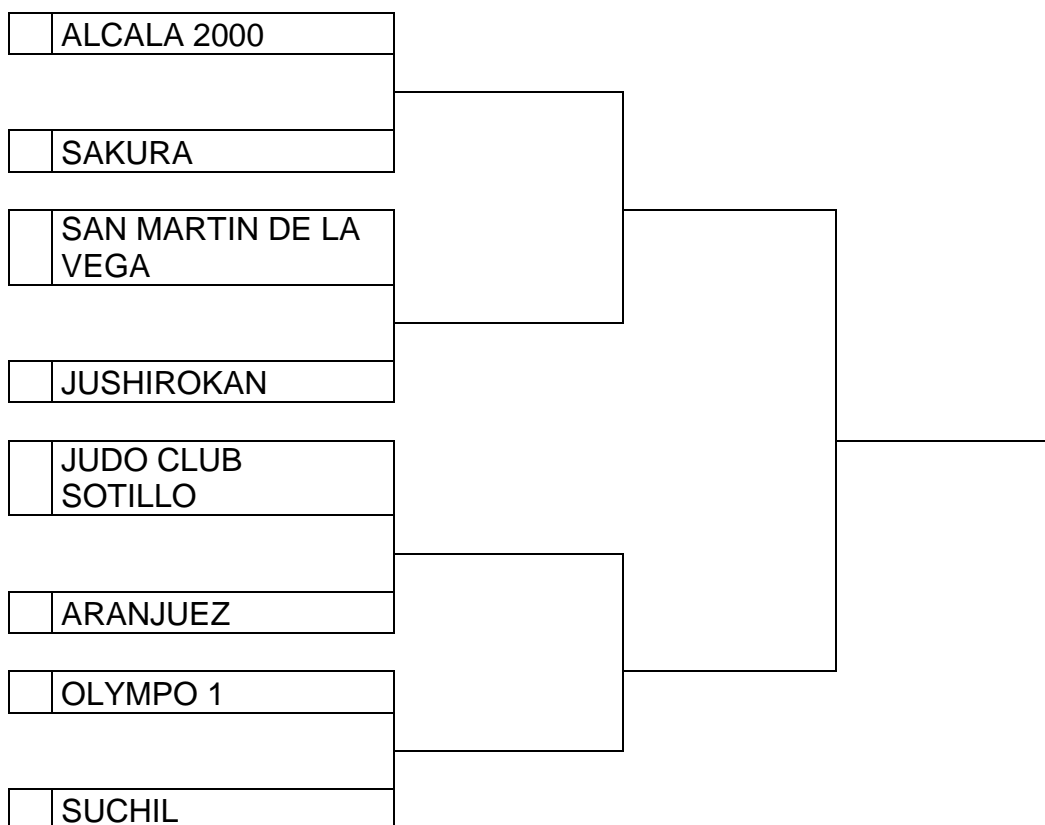 ALCALA 2000
SAKURA
SAN MARTIN DE LA
VEGA
JUSHIROKAN
JUDO CLUB
SOTILLO
ARANJUEZ
OLYMPO 1
SUCHIL